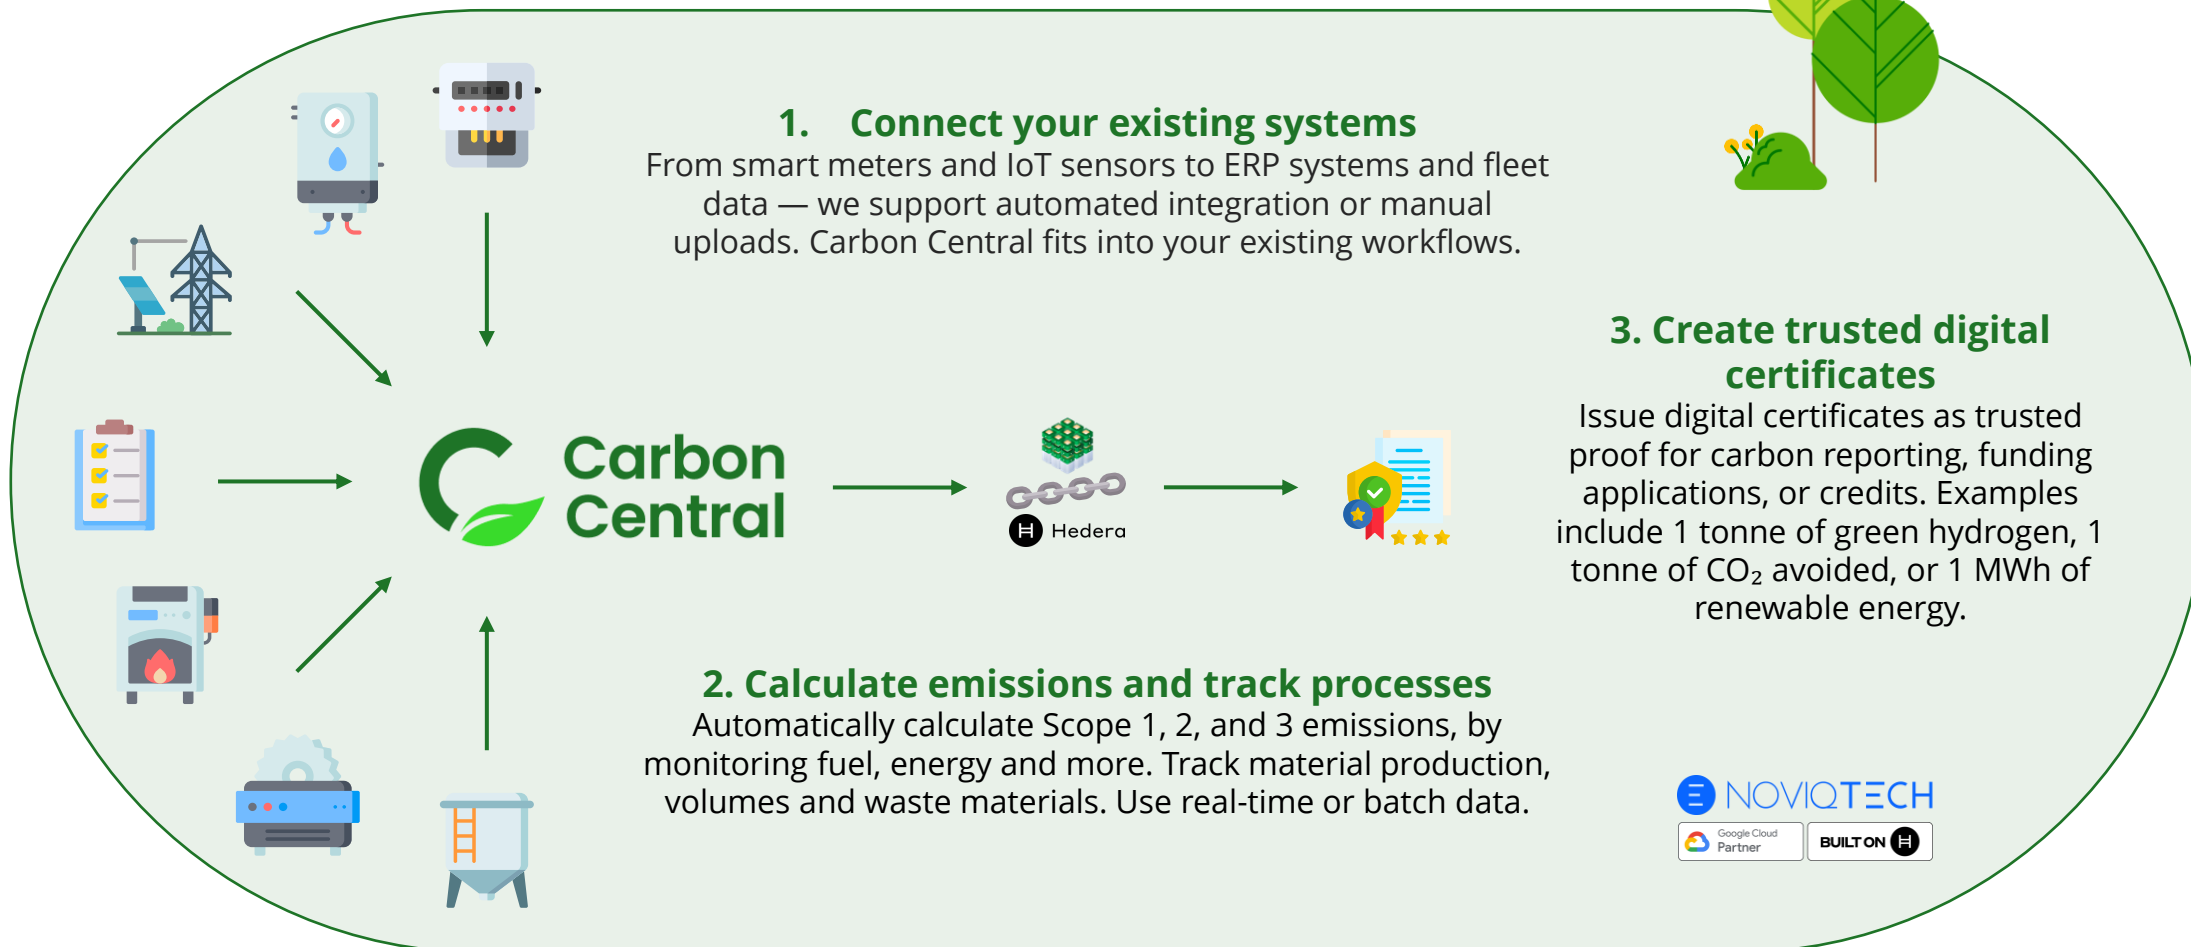 1. Connect your existing systems
From smart meters and IoT sensors to ERP systems and fleet
data — we support automated integration or manual
uploads. Carbon Central fits into your existing workflows.
3. Create trusted digital
certificates
Issue digital certificates as trusted
proof for carbon reporting, funding
applications, or credits. Examples
include 1 tonne of green hydrogen, 1
tonne of CO₂ avoided, or 1 MWh of
renewable energy.
Carbon
Central
Hedera
2. Calculate emissions and track processes
Automatically calculate Scope 1, 2, and 3 emissions, by
monitoring fuel, energy and more. Track material production,
volumes and waste materials. Use real-time or batch data.
NOVIQTECH
Google Cloud
Partner
BUILT ON H